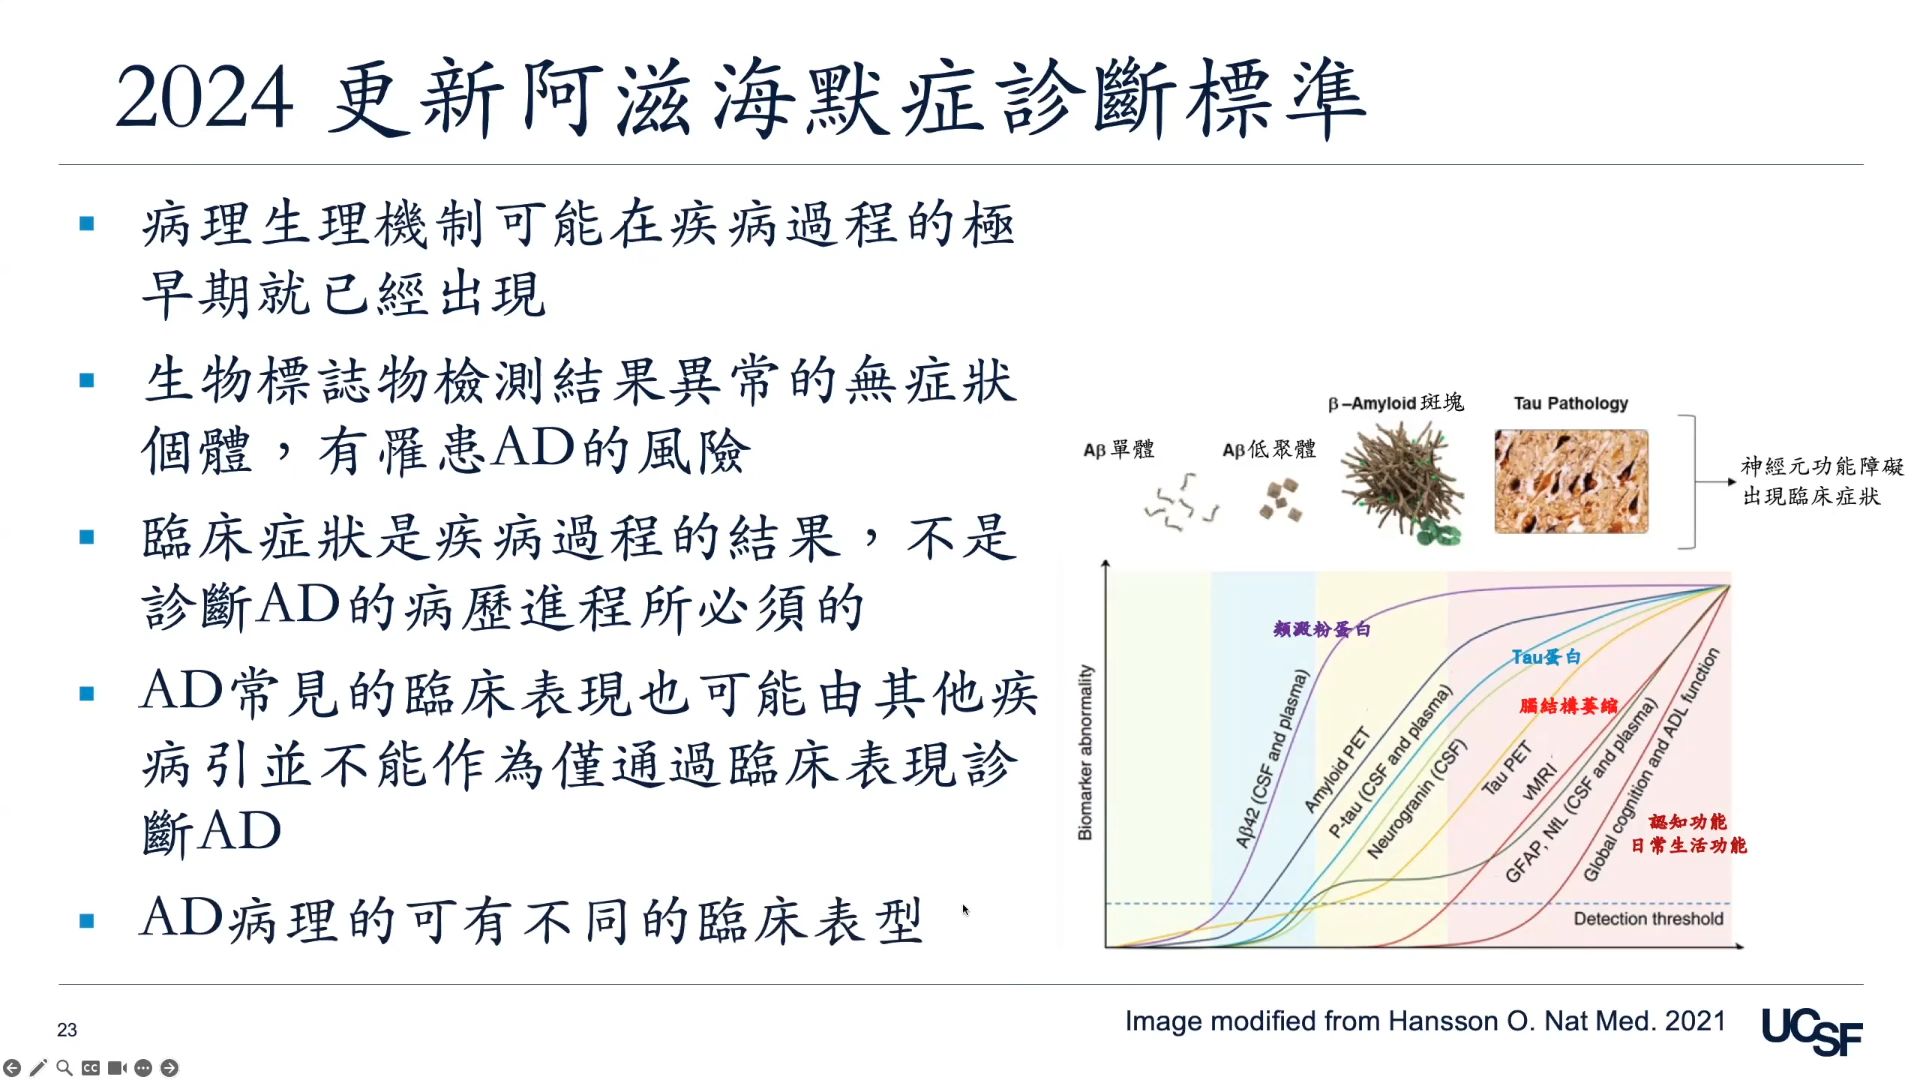 2024 更新阿滋海默症診斷標準
病理生理機制可能在疾病過程的極
早期就已經出現
生物標誌物檢測結果異常的無症狀
個體，有罹患AD的風險
臨床症狀是疾病過程的結果，不是
診斷AD的病歷進程所必須的
AD常見的臨床表現也可能由其他疾
病引並不能作為僅通過臨床表現診
斷AD
AD病理的可有不同的臨床表型
Aβ單體
Aβ低聚體
β–Amyloid 斑塊
Tau Pathology
神經元功能障礙
出現臨床症狀
Biomarker abnormality
類澱粉蛋白
Tau蛋白
腦結構萎縮
認知功能
日常生活功能
Aβ42 (CSF and plasma)
Amyloid PET
P-tau (CSF and plasma)
Neurogranin (CSF)
Tau PET
vMRI
GFAP, NfL (CSF and plasma)
Global cognition and ADL function
Detection threshold
Image modified from Hansson O. Nat Med. 2021
UCSF
23
CC